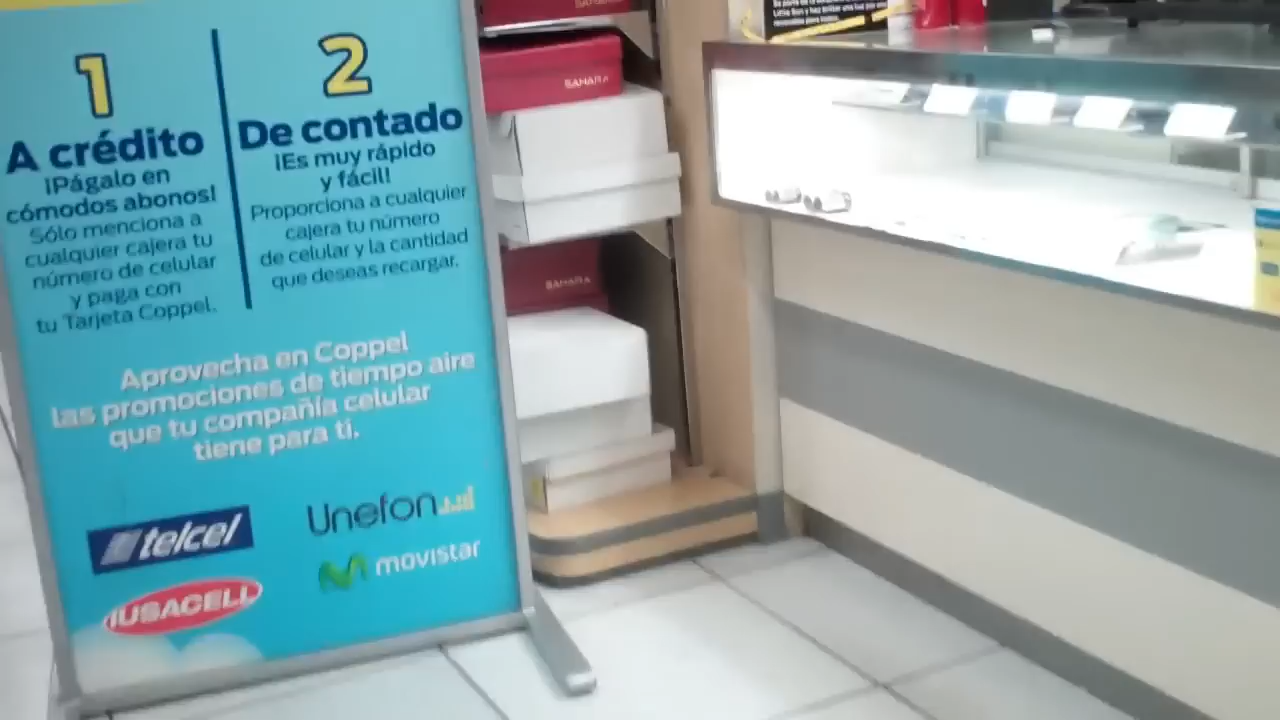 1
A crédito
¡Págalo en
cómodos abonos!
Sólo menciona a
cualquier cajera tu
número de celular
y paga con
tu Tarjeta Coppel.
2
De contado
¡Es muy rápido
y fácil!
Proporciona a cualquier
cajera tu número
de celular y la cantidad
que deseas recargar.
Aprovecha en Coppel
las promociones de tiempo aire
que tu compañía celular
tiene para ti.
telcel
Unefon
movistar
IUSACELL
SAHARA
SAHARA